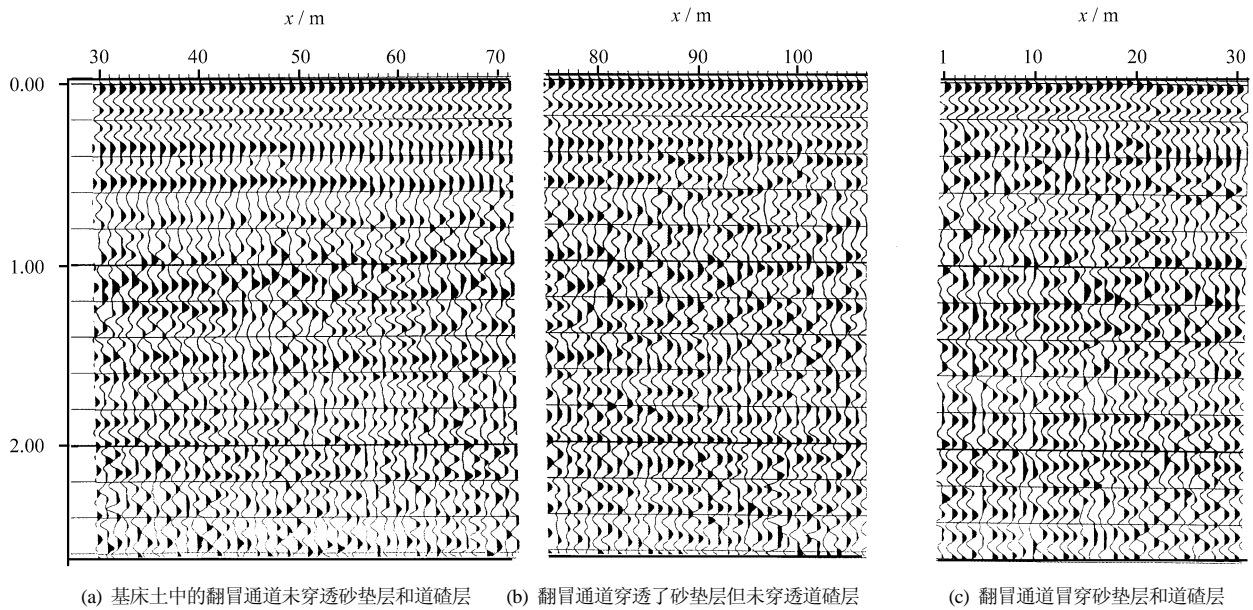 x / m
x / m
x / m
30 40 50 60 70
80 90 100
1 10 20 30
0.00
1.00
2.00
(a) 基床土中的翻冒通道未穿透砂垫层和道碴层
(b) 翻冒通道穿透了砂垫层但未穿透道碴层
(c) 翻冒通道冒穿砂垫层和道碴层